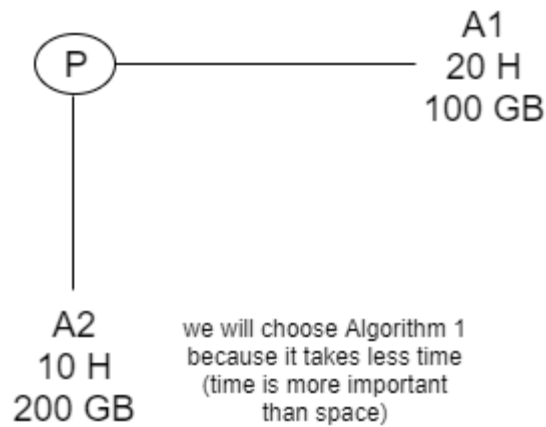 P
A1
20 H
100 GB
A2
10 H
200 GB
we will choose Algorithm 1
because it takes less time
(time is more important
than space)